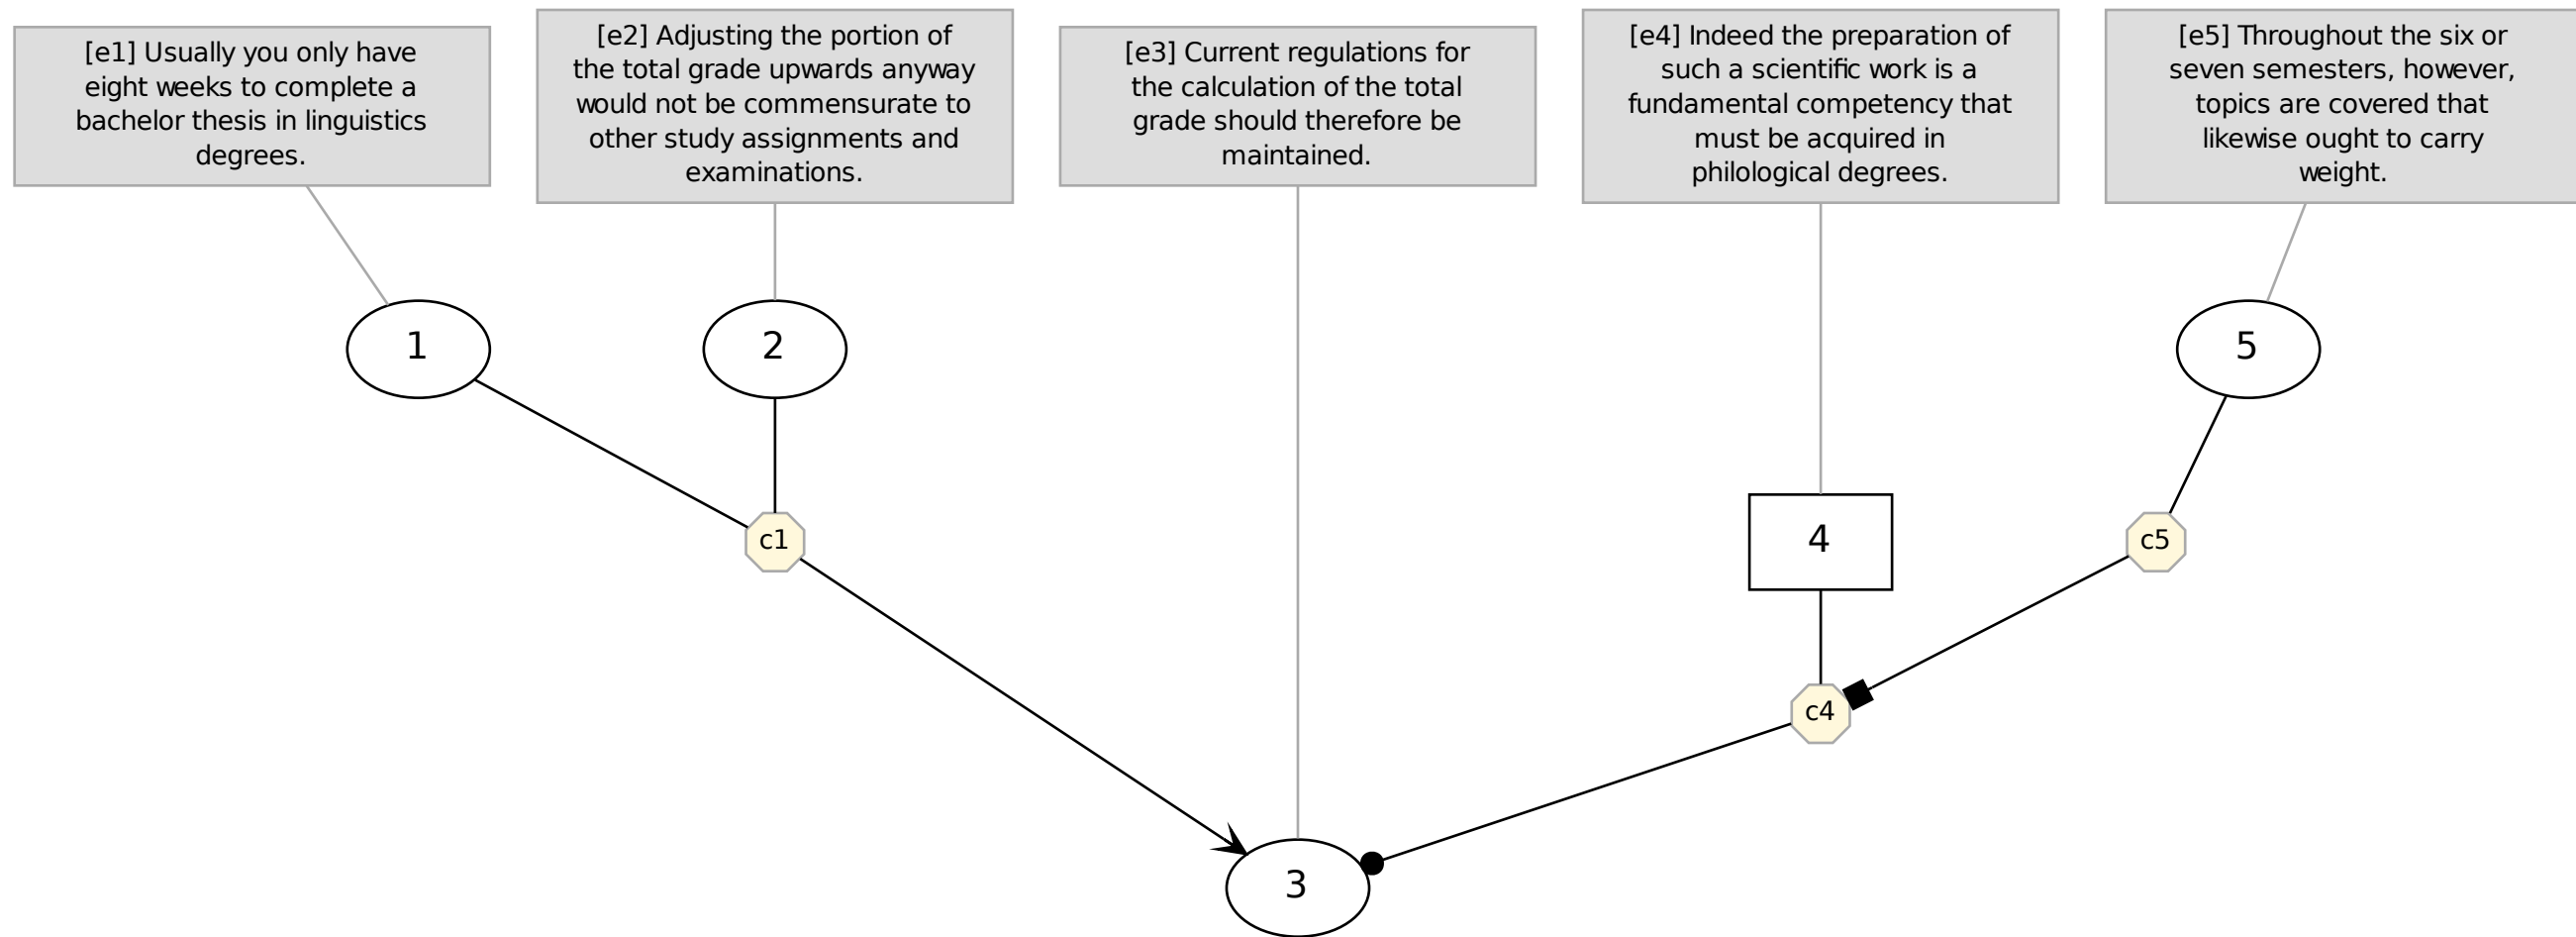 [e1] Usually you only have
eight weeks to complete a
bachelor thesis in linguistics
degrees.
[e2] Adjusting the portion of
the total grade upwards anyway
would not be commensurate to
other study assignments and
examinations.
[e3] Current regulations for
the calculation of the total
grade should therefore be
maintained.
[e4] Indeed the preparation of
such a scientific work is a
fundamental competency that
must be acquired in
philological degrees.
[e5] Throughout the six or
seven semesters, however,
topics are covered that
likewise ought to carry
weight.
1
2
5
c1
4
c5
c4
3